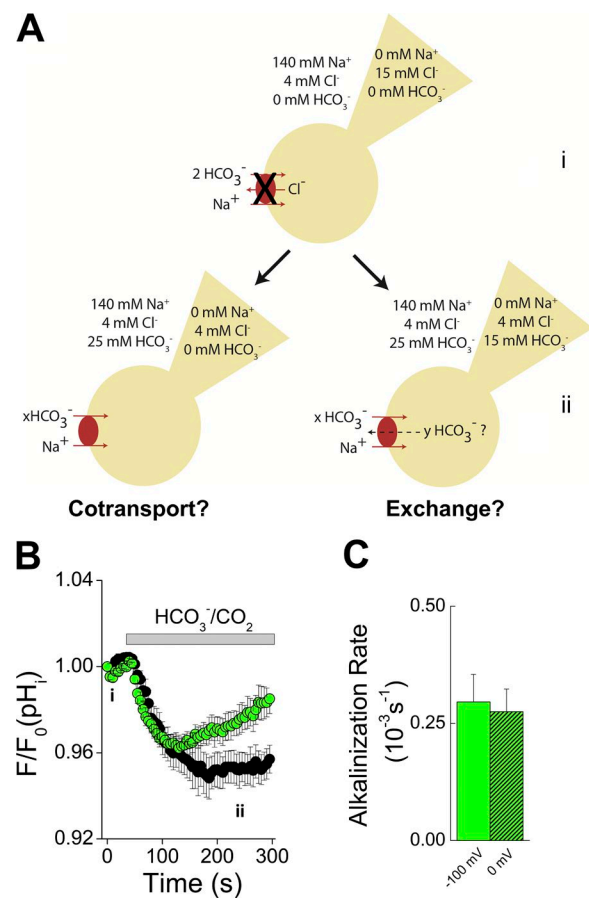 A
140 mM Na⁺
4 mM Cl⁻
0 mM HCO₃⁻
0 mM Na⁺
15 mM Cl⁻
0 mM HCO₃⁻
i
2 HCO₃⁻
Cl⁻
Na⁺
X
140 mM Na⁺
4 mM Cl⁻
25 mM HCO₃⁻
0 mM Na⁺
4 mM Cl⁻
0 mM HCO₃⁻
140 mM Na⁺
4 mM Cl⁻
25 mM HCO₃⁻
0 mM Na⁺
4 mM Cl⁻
15 mM HCO₃⁻
ii
xHCO₃⁻
Na⁺
x HCO₃⁻
Na⁺
y HCO₃⁻ ?
Cotransport?
Exchange?
B
1.04
1.00
0.96
0.92
F/F₀(pHᵢ)
HCO₃⁻/CO₂
i
ii
0
100
200
300
Time (s)
C
0.50
0.25
0.00
Alkalinization Rate
(10⁻³s⁻¹)
-100 mV
0 mV